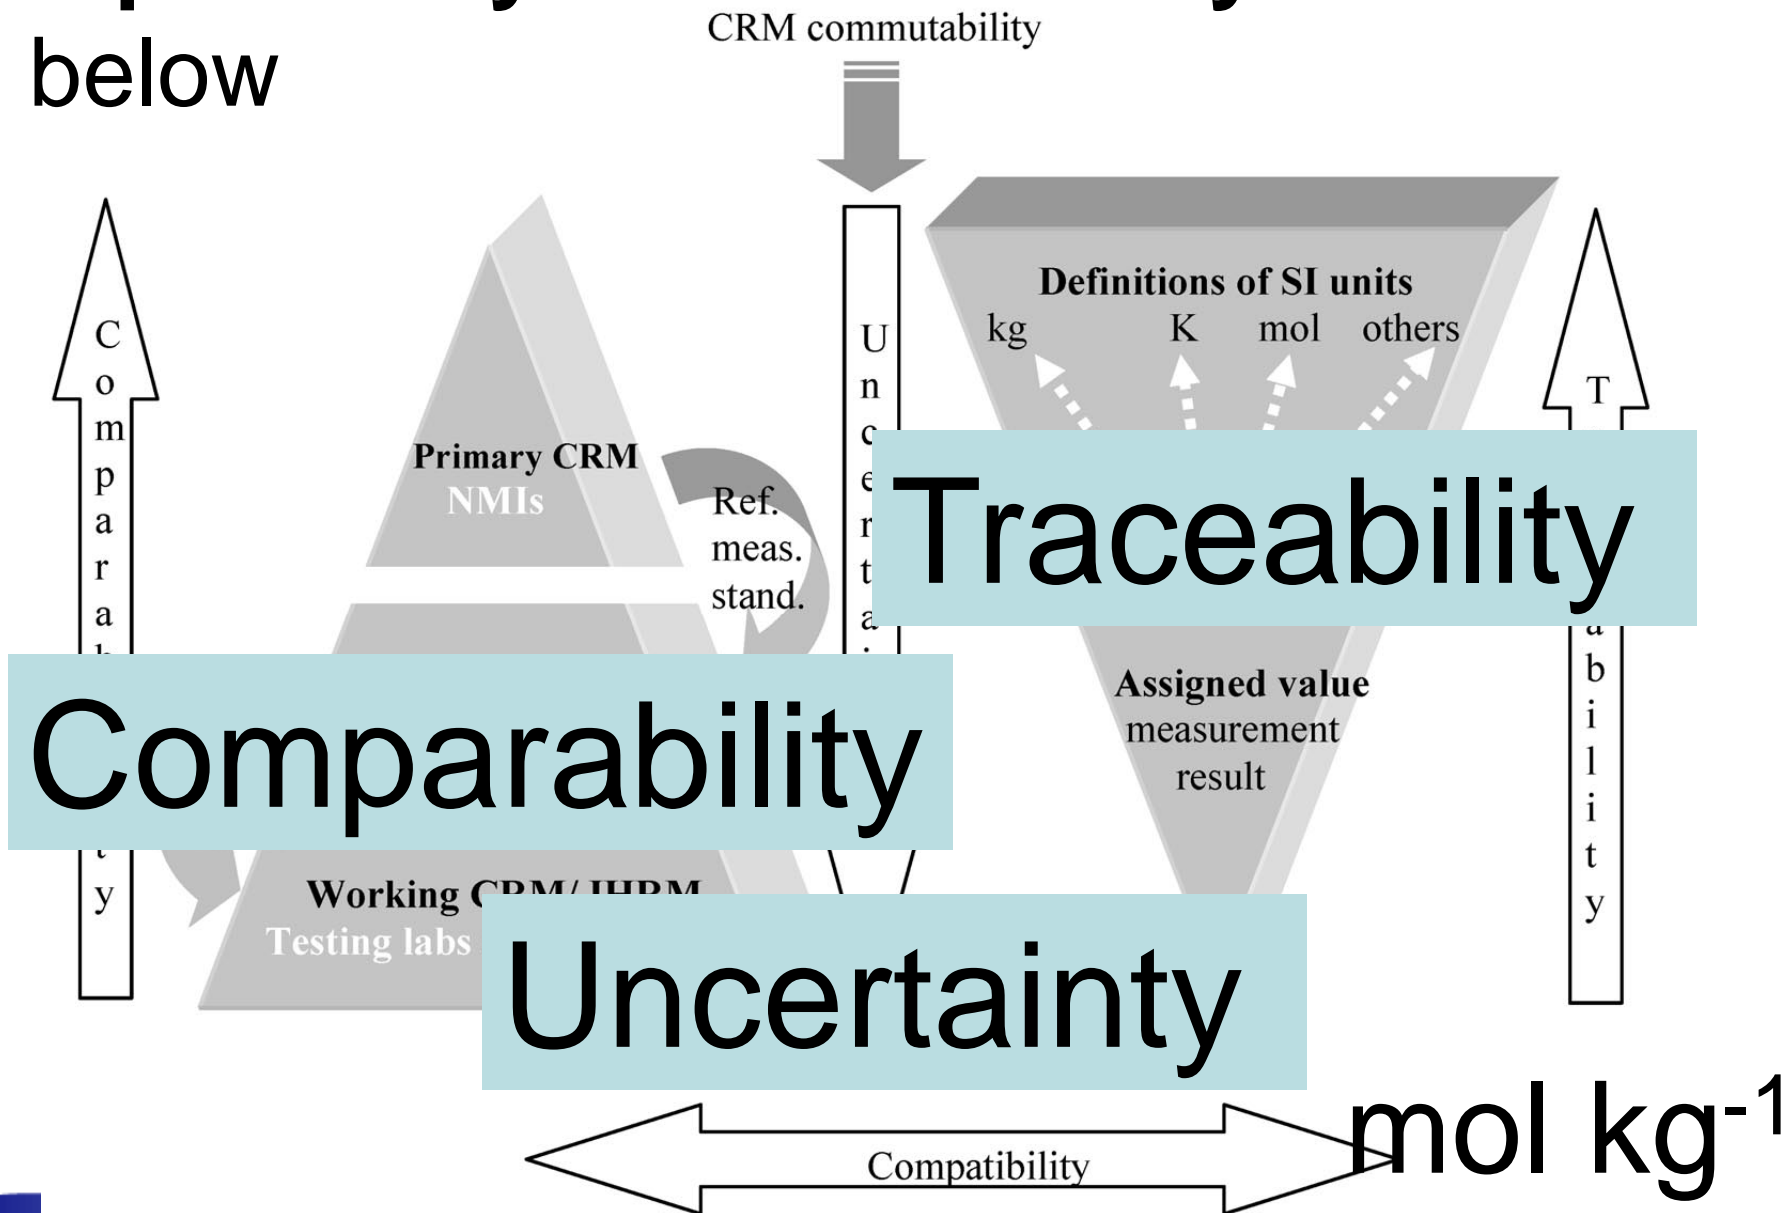 below
CRM commutability
Definitions of SI units
kg K mol others
Primary CRM
NMIs
Ref.
meas.
stand.
Traceability
Comparability
Assigned value
measurement
result
Working
Testing labs
Uncertainty
mol kg-1
Compatibility